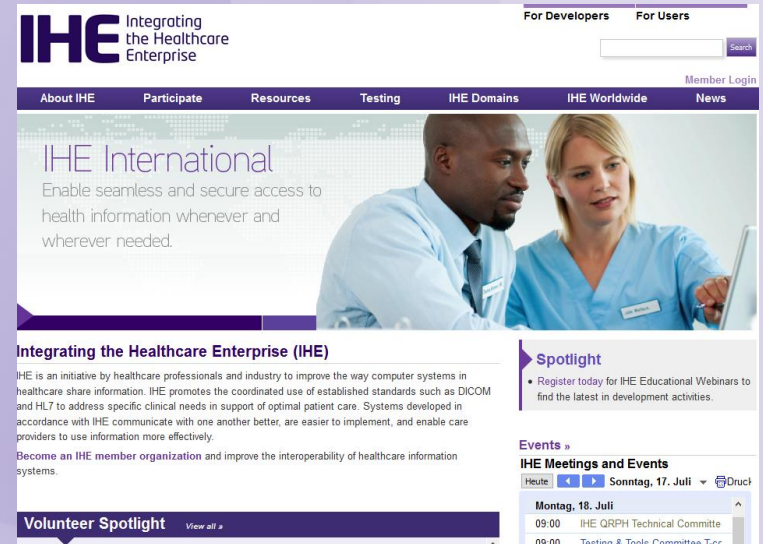 IHE Integrating
the Healthcare
Enterprise
For Developers For Users
Search
Member Login
About IHE Participate Resources Testing IHE Domains IHE Worldwide News
IHE International
Enable seamless and secure access to
health information whenever and
wherever needed.
Integrating the Healthcare Enterprise (IHE)
IHE is an initiative by healthcare professionals and industry to improve the way computer systems in
healthcare share information. IHE promotes the coordinated use of established standards such as DICOM
and HL7 to address specific clinical needs in support of optimal patient care. Systems developed in
accordance with IHE communicate with one another better, are easier to implement, and enable care
providers to use information more effectively.
Become an IHE member organization and improve the interoperability of healthcare information
systems.
Volunteer Spotlight View all »
Spotlight
• Register today for IHE Educational Webinars to
find the latest in development activities.
Events »
IHE Meetings and Events
Heute Sonntag, 17. Juli Druck
Montag, 18. Juli
09:00 IHE QRPH Technical Committe
09:00 Testing & Tools Committee T-cc